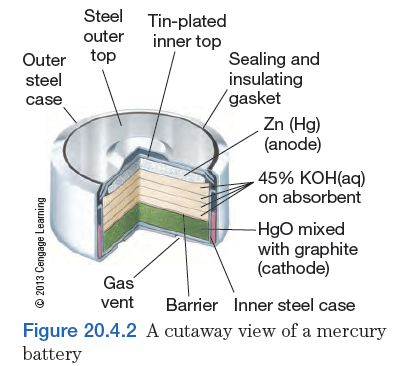 Steel
outer
top
Tin-plated
inner top
Outer
steel
case
Sealing and
insulating
gasket
Zn (Hg)
(anode)
45% KOH(aq)
on absorbent
HgO mixed
with graphite
(cathode)
Gas
vent
Barrier
Inner steel case
© 2013 Cengage Learning
Figure 20.4.2 A cutaway view of a mercury
battery